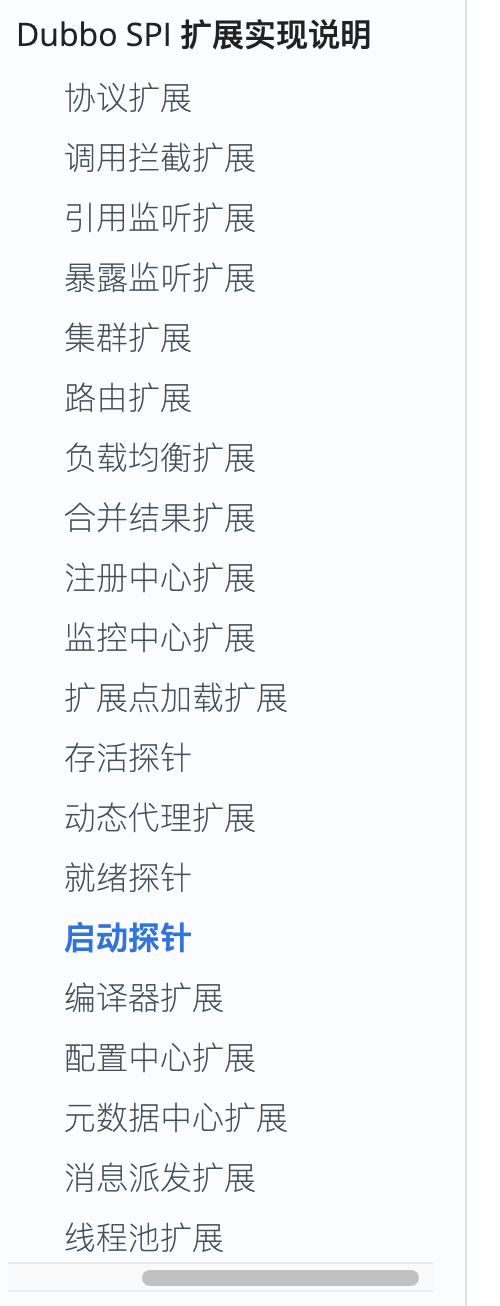 Dubbo SPI 扩展实现说明
协议扩展
调用拦截扩展
引用监听扩展
暴露监听扩展
集群扩展
路由扩展
负载均衡扩展
合并结果扩展
注册中心扩展
监控中心扩展
扩展点加载扩展
存活探针
动态代理扩展
就绪探针
启动探针
编译器扩展
配置中心扩展
元数据中心扩展
消息派发扩展
线程池扩展